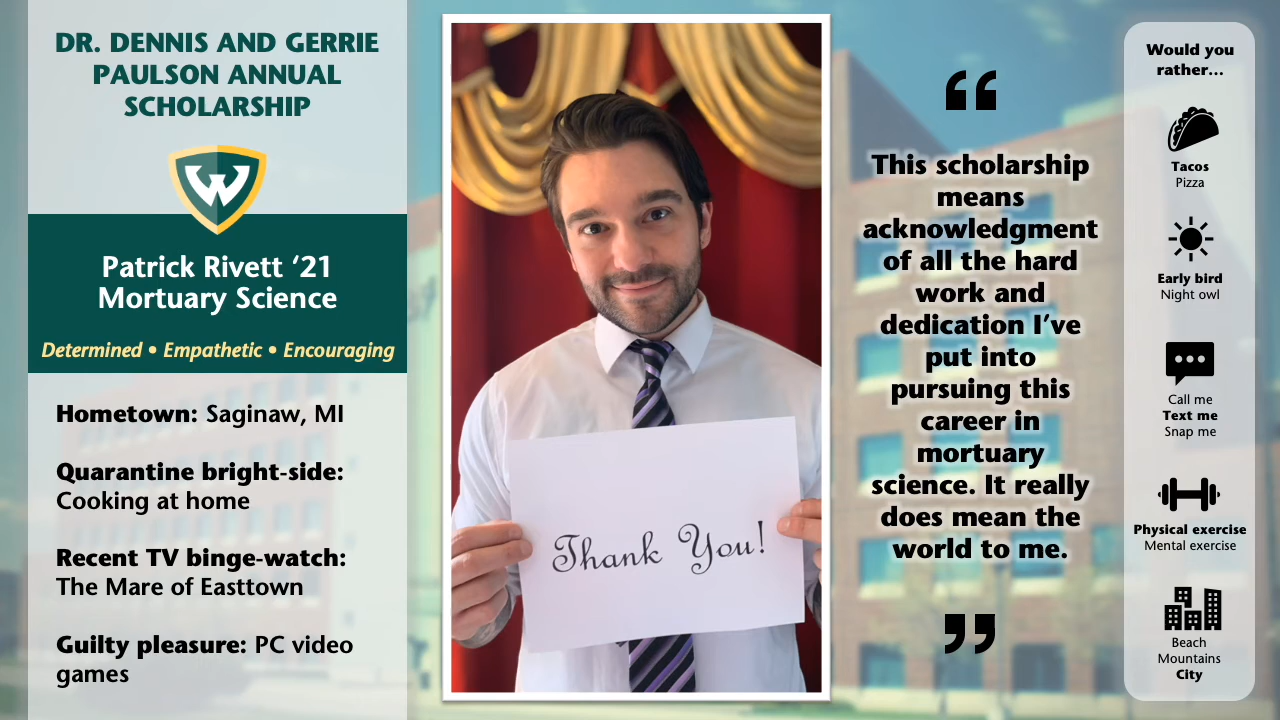 DR. DENNIS AND GERRIE
PAULSON ANNUAL
SCHOLARSHIP
W
Patrick Rivett ‘21
Mortuary Science
Determined • Empathetic • Encouraging
Hometown: Saginaw, MI
Quarantine bright-side:
Cooking at home
Recent TV binge-watch:
The Mare of Easttown
Guilty pleasure: PC video
games
Thank You!
“
This scholarship
means
acknowledgment
of all the hard
work and
dedication I’ve
put into
pursuing this
career in
mortuary
science. It really
does mean the
world to me.
”
Would you
rather...
Tacos
Pizza
Early bird
Night owl
Call me
Text me
Snap me
Physical exercise
Mental exercise
Beach
Mountains
City